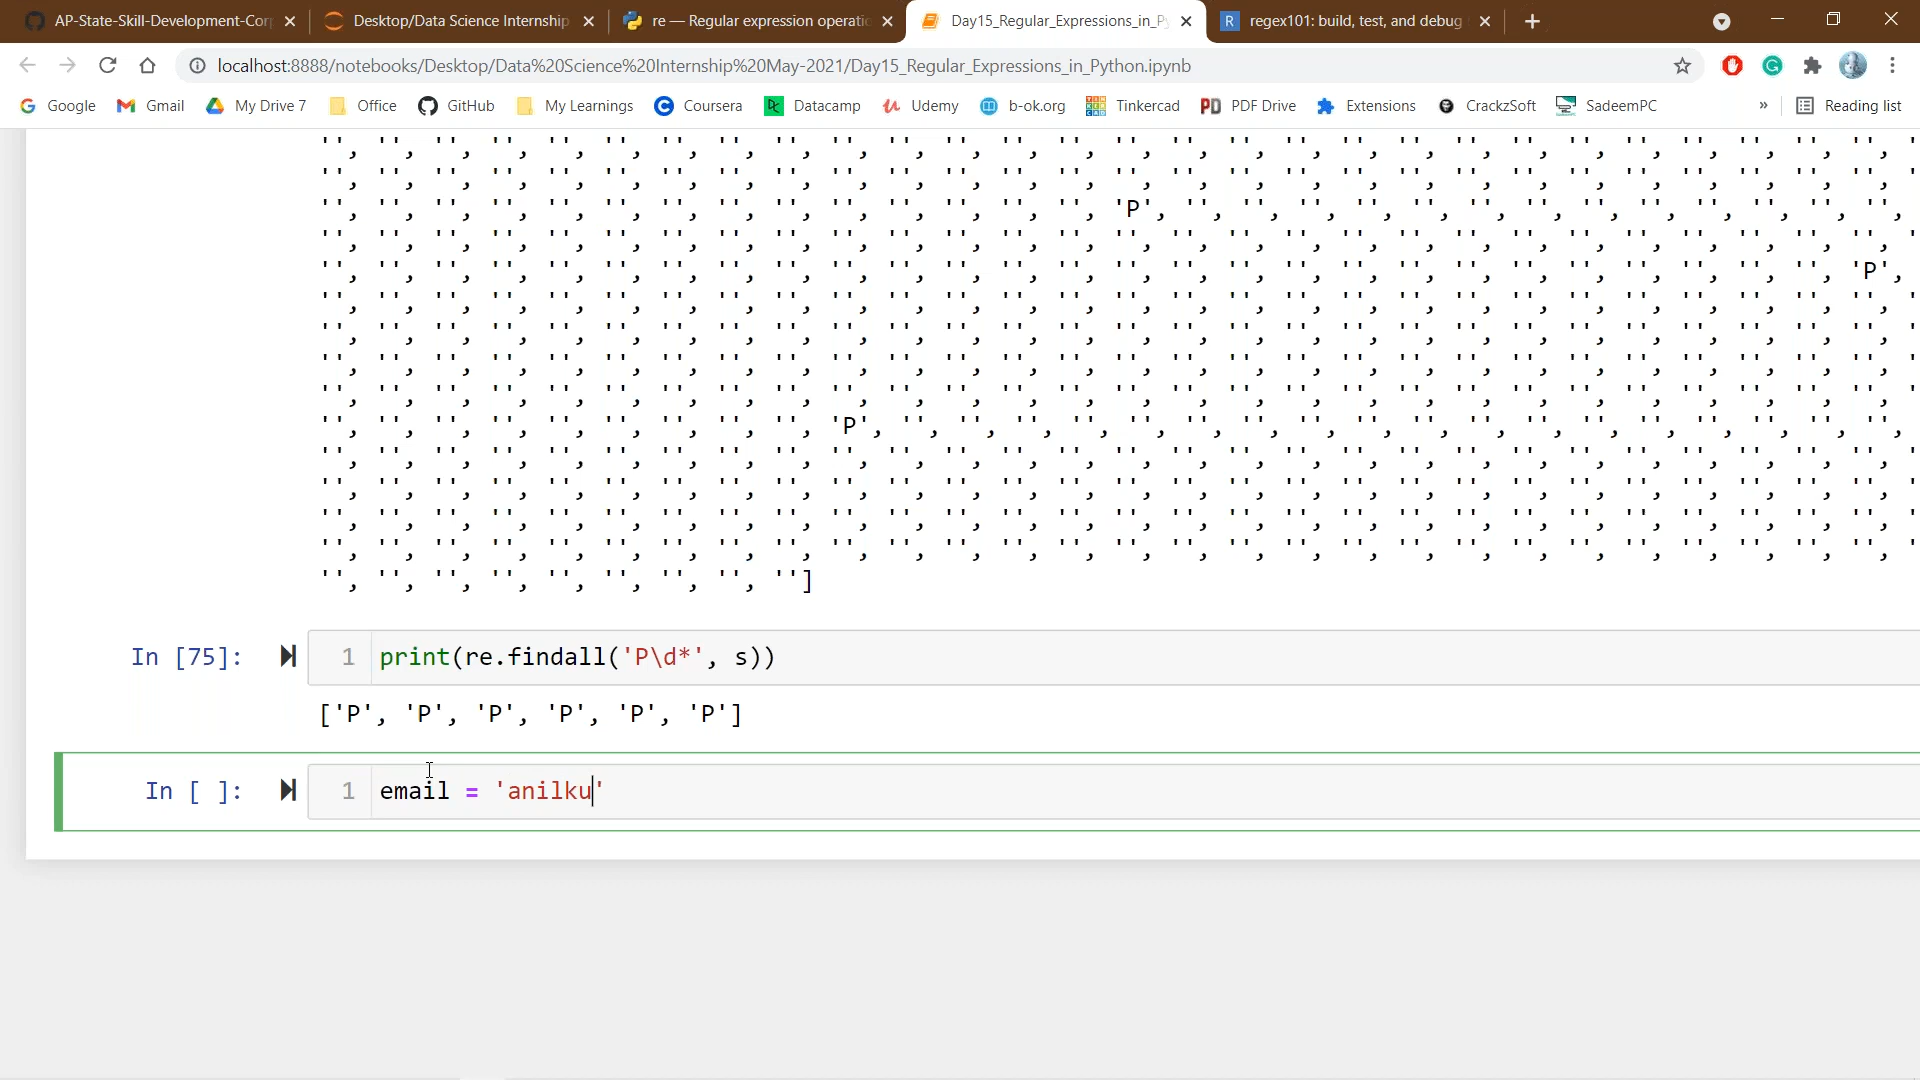 AP-State-Skill-Development-Corp
Desktop/Data Science Internship
re — Regular expression operatio
Day15_Regular_Expressions_in_Py
regex101: build, test, and debug
localhost:8888/notebooks/Desktop/Data%20Science%20Internship%20May-2021/Day15_Regular_Expressions_in_Python.ipynb
Google Gmail My Drive 7 Office GitHub My Learnings Coursera Datacamp Udemy b-ok.org Tinkercad PDF Drive Extensions CrackzSoft SadeemPC » Reading list
'', '', '', '', '', '', '', '', '', '', '', '', '', '', '', '', '', '', '', '', '', '', '', '', '', '', '', '', '
'', '', '', '', '', '', '', '', '', '', '', '', '', '', '', '', '', '', '', '', '', '', '', '', '', '', '', '', '
'', '', '', '', '', '', '', '', '', '', '', '', '', '', 'P', '', '', '', '', '', '', '', '', '', '', '', '', '',
'', '', '', '', '', '', '', '', '', '', '', '', '', '', '', '', '', '', '', '', '', '', '', '', '', '', '', '', '
'', '', '', '', '', '', '', '', '', '', '', '', '', '', '', '', '', '', '', '', '', '', '', '', '', '', '', 'P',
'', '', '', '', '', '', '', '', '', '', '', '', '', '', '', '', '', '', '', '', '', '', '', '', '', '', '', '', '
'', '', '', '', '', '', '', '', '', '', '', '', '', '', '', '', '', '', '', '', '', '', '', '', '', '', '', '', '
'', '', '', '', '', '', '', '', '', '', '', '', '', '', '', '', '', '', '', '', '', '', '', '', '', '', '', '', '
'', '', '', '', '', '', '', '', '', '', '', '', '', '', '', '', '', '', '', '', '', '', '', '', '', '', '', '', '
'', '', '', '', '', '', '', '', '', 'P', '', '', '', '', '', '', '', '', '', '', '', '', '', '', '', '', '', '',
'', '', '', '', '', '', '', '', '', '', '', '', '', '', '', '', '', '', '', '', '', '', '', '', '', '', '', '', '
'', '', '', '', '', '', '', '', '', '', '', '', '', '', '', '', '', '', '', '', '', '', '', '', '', '', '', '', '
'', '', '', '', '', '', '', '', '', '', '', '', '', '', '', '', '', '', '', '', '', '', '', '', '', '', '', '', '
'', '', '', '', '', '', '', '', '', '', '', '', '', '', '', '', '', '', '', '', '', '', '', '', '', '', '', '', '
'', '', '', '', '', '', '', '', '']
In [75]: 1 print(re.findall('P\d*', s))
['P', 'P', 'P', 'P', 'P', 'P']
In [ ]: 1 email = 'anilku'